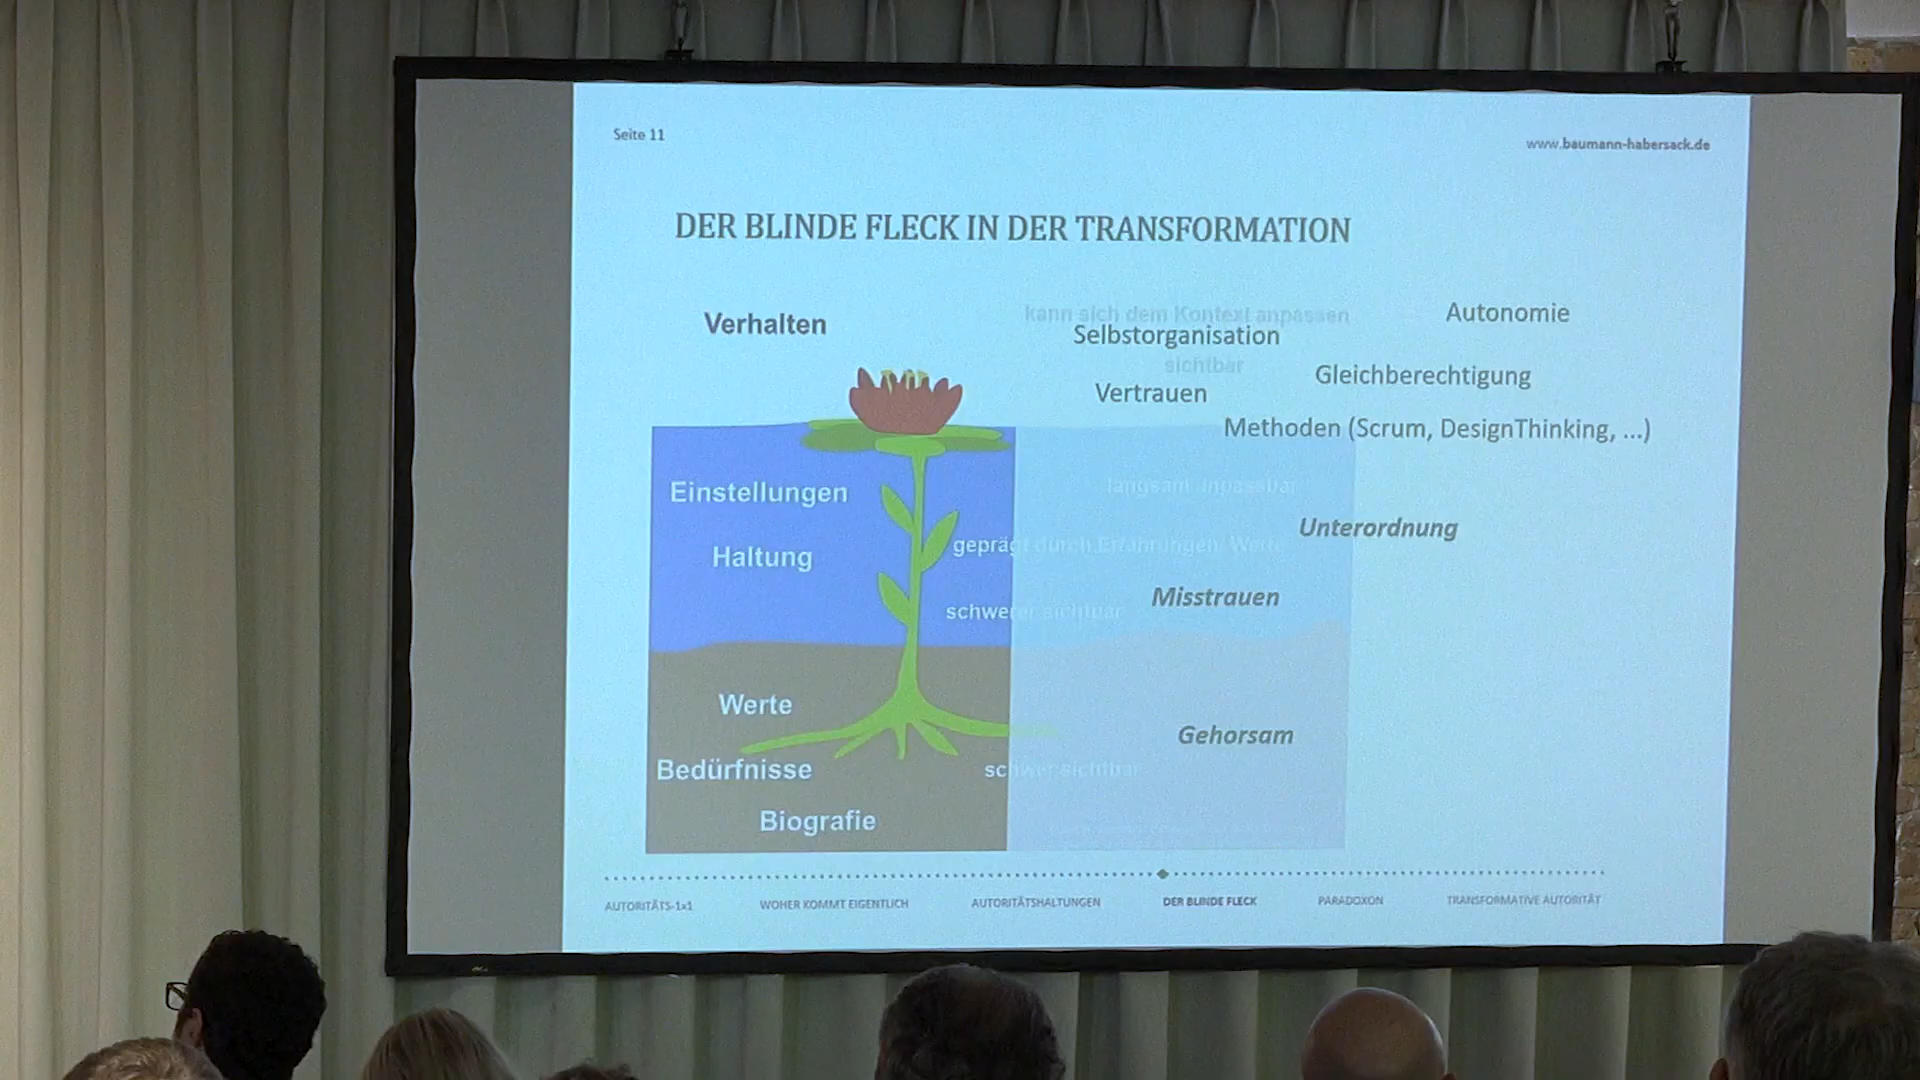 Seite 11
www.baumann-habersack.de
DER BLINDE FLECK IN DER TRANSFORMATION
Verhalten
kann sich dem Kontext anpassen
Autonomie
Selbstorganisation
sichtbar
Gleichberechtigung
Vertrauen
Methoden (Scrum, DesignThinking, ...)
Einstellungen
langsam anpassbar
Unterordnung
Haltung
geprägt durch Erfahrungen, Werte
Misstrauen
schwerer sichtbar
Werte
Gehorsam
Bedürfnisse
schwer sichtbar
Biografie
AUTORITÄTS-1x1
WOHER KOMMT EIGENTLICH
AUTORITÄTSHALTUNGEN
DER BLINDE FLECK
PARADOXON
TRANSFORMATIVE AUTORITÄT